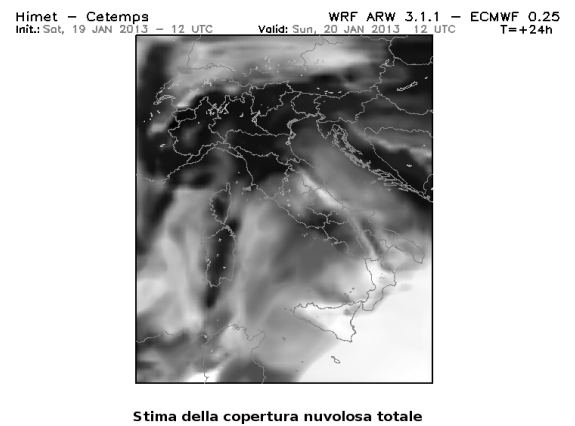 Himet – Cetemps WRF ARW 3.1.1 – ECMWF 0.25
Init.: Sat, 19 JAN 2013 – 12 UTC Valid: Sun, 20 JAN 2013 12 UTC T=+24h
Stima della copertura nuvolosa totale